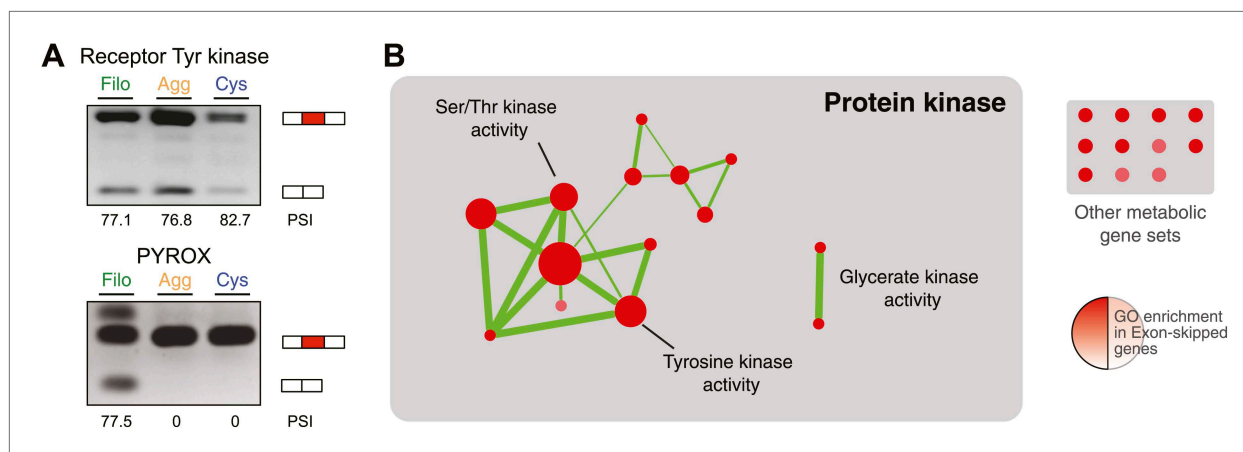 A
Receptor Tyr kinase
Filo Agg Cys
77.1 76.8 82.7 PSI
PYROX
Filo Agg Cys
77.5 0 0 PSI
B
Protein kinase
Ser/Thr kinase
activity
Glycerate kinase
activity
Tyrosine kinase
activity
Other metabolic
gene sets
GO enrichment
in Exon-skipped
genes